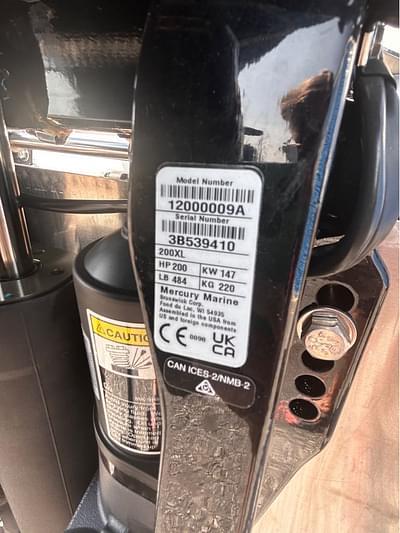 Model Number
12000009A
Serial Number
3B539410
200XL
HP 200 KW 147
LB 484 KG 220
Mercury Marine
Brunswick Corp.
Fond du Lac, WI 54935
Assembled in the USA from
US and foreign components
CE 0098 UK
CA
CAN ICES-2/NMB-2
CAUTION